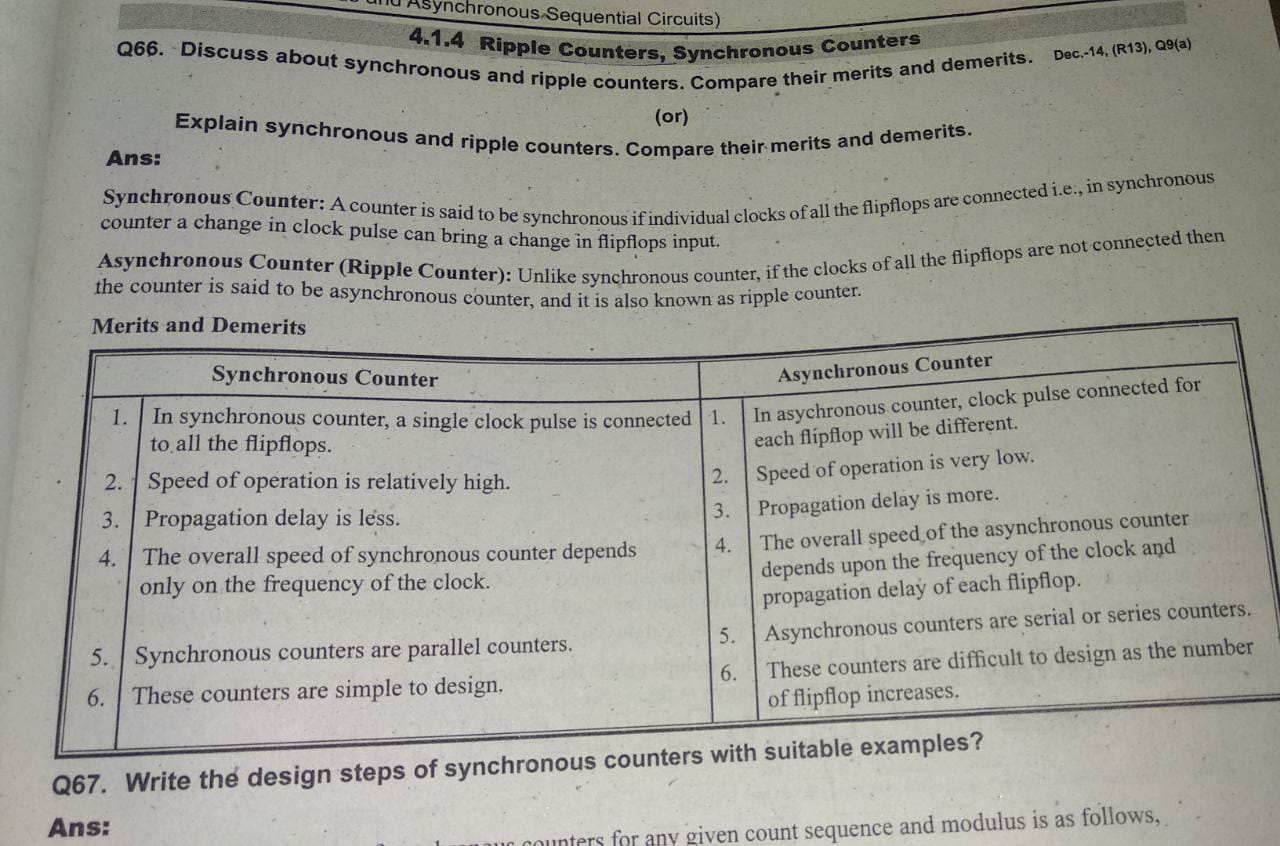 Asynchronous Sequential Circuits)
4.1.4 Ripple Counters, Synchronous Counters
Q66. Discuss about synchronous and ripple counters. Compare their merits and demerits. Dec.-14, (R13), Q9(a)
(or)
Explain synchronous and ripple counters. Compare their merits and demerits.
Ans:
Synchronous Counter: A counter is said to be synchronous if individual clocks of all the flipflops are connected i.e., in synchronous
counter a change in clock pulse can bring a change in flipflops input.
Asynchronous Counter (Ripple Counter): Unlike synchronous counter, if the clocks of all the flipflops are not connected then
the counter is said to be asynchronous counter, and it is also known as ripple counter.
Merits and Demerits
Synchronous Counter
1. In synchronous counter, a single clock pulse is connected
to all the flipflops.
2. Speed of operation is relatively high.
3. Propagation delay is less.
4. The overall speed of synchronous counter depends
only on the frequency of the clock.
5. Synchronous counters are parallel counters.
6. These counters are simple to design.
Asynchronous Counter
1. In asychronous counter, clock pulse connected for
each flipflop will be different.
2. Speed of operation is very low.
3. Propagation delay is more.
4. The overall speed of the asynchronous counter
depends upon the frequency of the clock and
propagation delay of each flipflop.
5. Asynchronous counters are serial or series counters.
6. These counters are difficult to design as the number
of flipflop increases.
Q67. Write the design steps of synchronous counters with suitable examples?
Ans:
counters for any given count sequence and modulus is as follows,